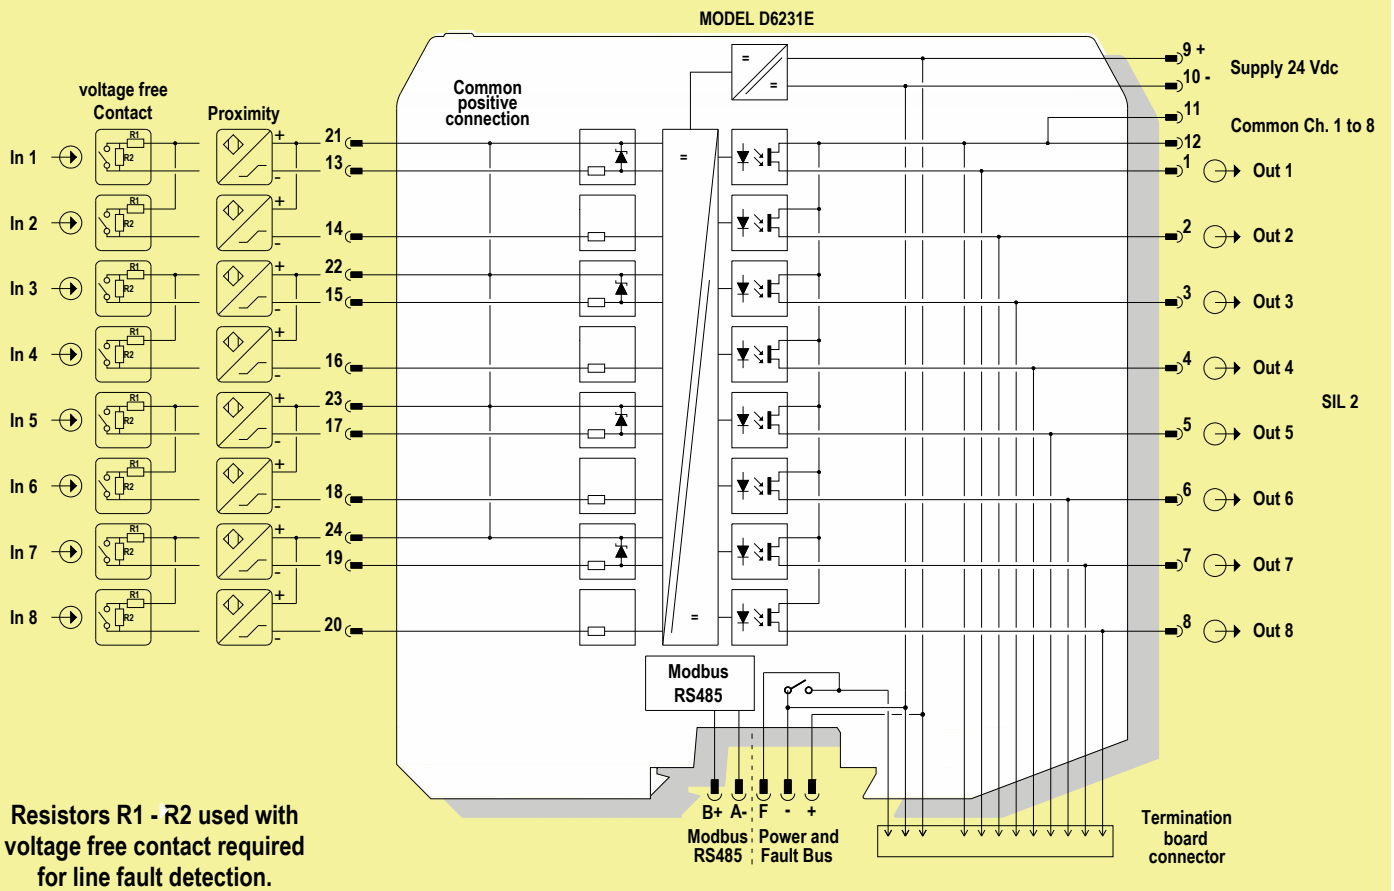 MODEL D6231E
9 +
10 -
Supply 24 Vdc
11
12
Common Ch. 1 to 8
voltage free
Contact
Proximity
Common
positive
connection
=
=
=
=
In 1
R1
R2
+
-
21
13
1
Out 1
In 2
R1
R2
+
-
14
2
Out 2
In 3
R1
R2
+
-
22
15
3
Out 3
In 4
R1
R2
+
-
16
4
Out 4
In 5
R1
R2
+
-
23
17
5
Out 5
SIL 2
In 6
R1
R2
+
-
18
6
Out 6
In 7
R1
R2
+
-
24
19
7
Out 7
In 8
R1
R2
+
-
20
8
Out 8
Modbus
RS485
B+ A- F - +
Modbus
RS485
Power and
Fault Bus
Termination
board
connector
Resistors R1 - R2 used with
voltage free contact required
for line fault detection.